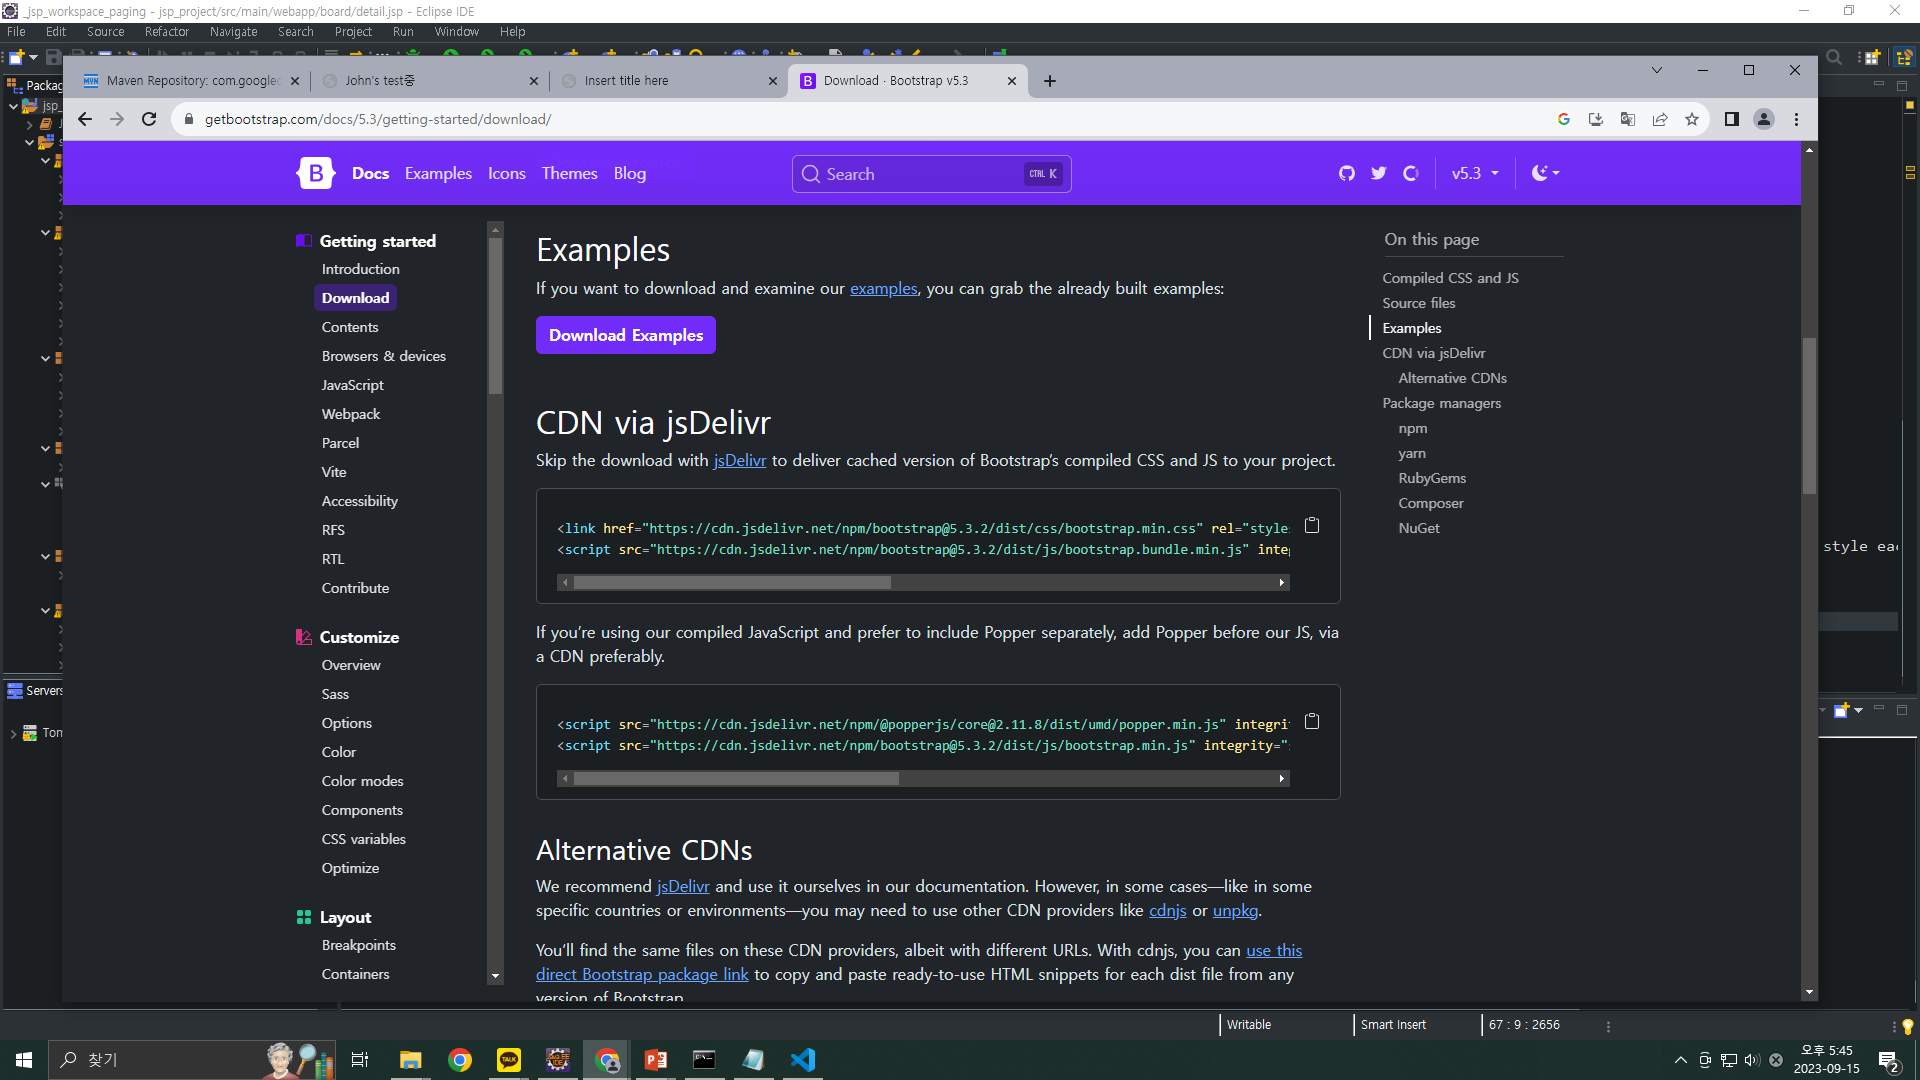 _jsp_workspace_paging - jsp_project/src/main/webapp/board/detail.jsp - Eclipse IDE
File Edit Source Refactor Navigate Search Project Run Window Help
Packag
jsp_
Servers
Maven Repository: com.googlec
John's test중
Insert title here
Download · Bootstrap v5.3
getbootstrap.com/docs/5.3/getting-started/download/
B Docs Examples Icons Themes Blog
Search CTRL K
v5.3
Getting started
Introduction
Download
Contents
Browsers & devices
JavaScript
Webpack
Parcel
Vite
Accessibility
RFS
RTL
Contribute
Customize
Overview
Sass
Options
Color
Color modes
Components
CSS variables
Optimize
Layout
Breakpoints
Containers
Examples
If you want to download and examine our examples, you can grab the already built examples:
Download Examples
CDN via jsDelivr
Skip the download with jsDelivr to deliver cached version of Bootstrap's compiled CSS and JS to your project.
<link href="https://cdn.jsdelivr.net/npm/bootstrap@5.3.2/dist/css/bootstrap.min.css" rel="style
<script src="https://cdn.jsdelivr.net/npm/bootstrap@5.3.2/dist/js/bootstrap.bundle.min.js" integ
If you're using our compiled JavaScript and prefer to include Popper separately, add Popper before our JS, via
a CDN preferably.
<script src="https://cdn.jsdelivr.net/npm/@popperjs/core@2.11.8/dist/umd/popper.min.js" integrit
<script src="https://cdn.jsdelivr.net/npm/bootstrap@5.3.2/dist/js/bootstrap.min.js" integrity="
Alternative CDNs
We recommend jsDelivr and use it ourselves in our documentation. However, in some cases—like in some
specific countries or environments—you may need to use other CDN providers like cdnjs or unpkg.
You'll find the same files on these CDN providers, albeit with different URLs. With cdnjs, you can use this
direct Bootstrap package link to copy and paste ready-to-use HTML snippets for each dist file from any
version of Bootstrap
On this page
Compiled CSS and JS
Source files
Examples
CDN via jsDelivr
Alternative CDNs
Package managers
npm
yarn
RubyGems
Composer
NuGet
style eac
Tom
Writable
Smart Insert
67 : 9 : 2656
찾기
TALK
오후 5:45
2023-09-15
2